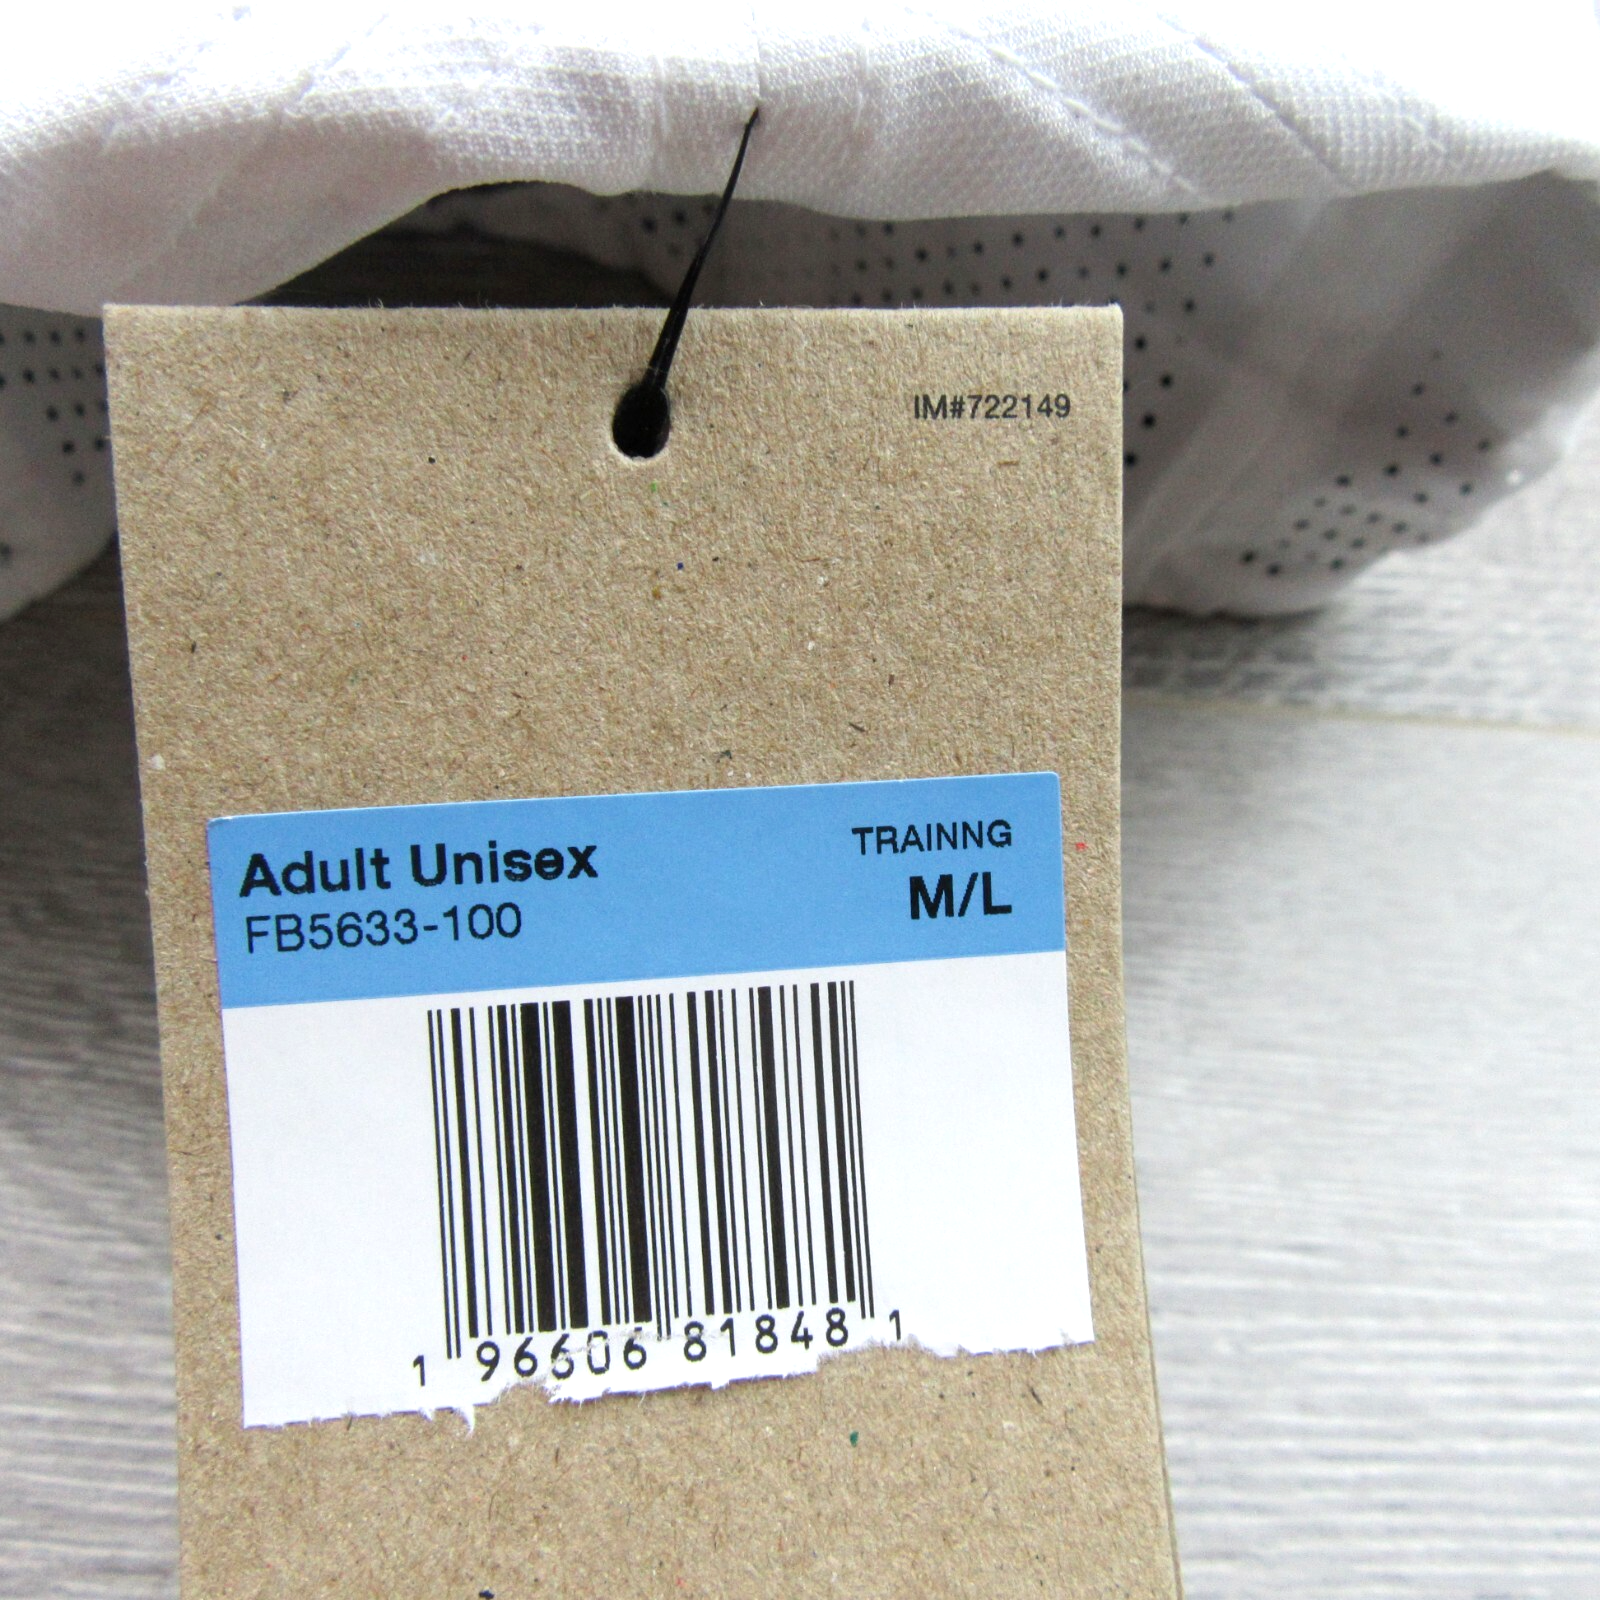 IM#722149
Adult Unisex
TRAINNG
FB5633-100
M/L
1 96606 81848 1